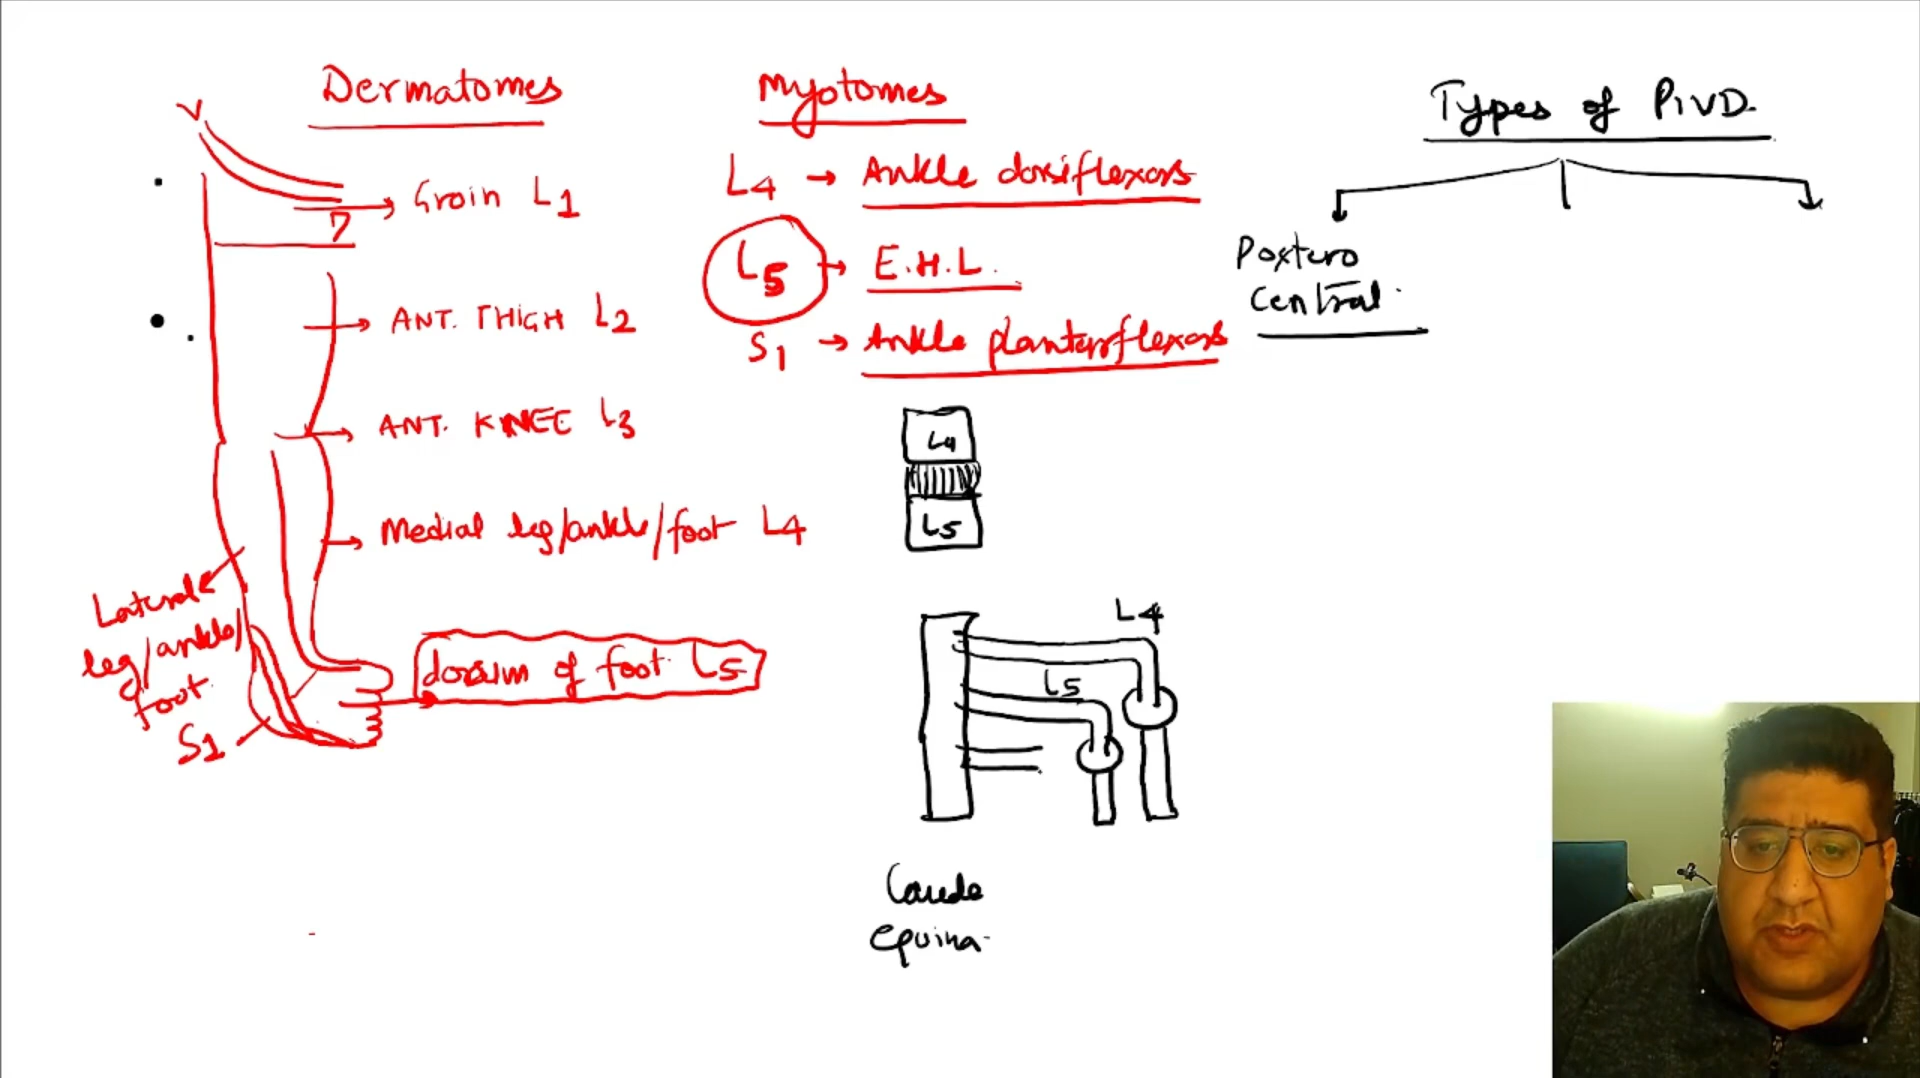 Dermatomes
Groin L1
ANT. THIGH L2
ANT. KNEE L3
Medial leg/ankle/foot L4
Lateral
leg/ankle/
foot
S1
dorsum of foot L5
Myotomes
L4 → Ankle dorsiflexors
L5 → E.H.L.
S1 → Ankle planterflexors
L4
L5
L4
L5
Cauda
equina
Types of PIVD
Postero
Central